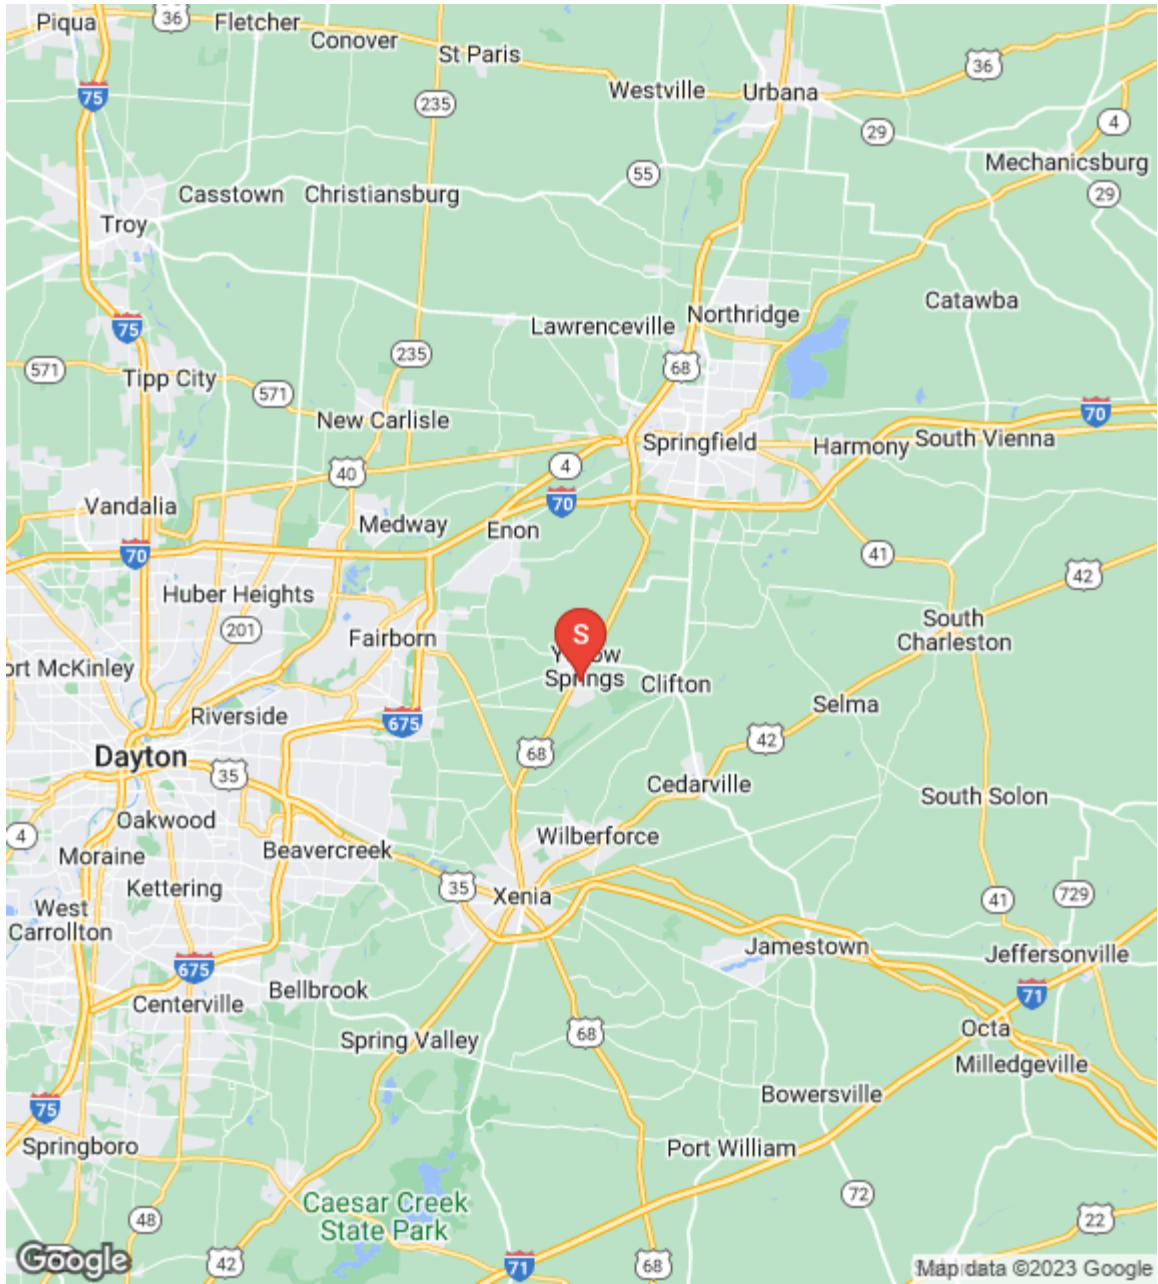 Piqua
36
Fletcher
Conover
St Paris
36
75
235
Westville
Urbana
29
4
Mechanicsburg
29
55
Casstown
Christiansburg
Troy
75
Catawba
Northridge
Lawrenceville
235
68
571
Tipp City
571
New Carlisle
70
Springfield
Harmony
South Vienna
4
40
70
Vandalia
Medway
Enon
70
41
42
Huber Heights
201
Fairborn
S
South
Charleston
ort McKinley
Springs
Clifton
Riverside
675
Selma
42
68
Dayton
35
Cedarville
South Solon
4
Oakwood
Wilberforce
Moraine
Beavercreek
Kettering
35
Xenia
41
729
West
Carrollton
Jamestown
Jeffersonville
675
Bellbrook
71
Centerville
Spring Valley
68
Octa
Milledgeville
75
Bowersville
Springboro
Port William
72
Caesar Creek
State Park
48
22
Google
42
71
68
Map data ©2023 Google